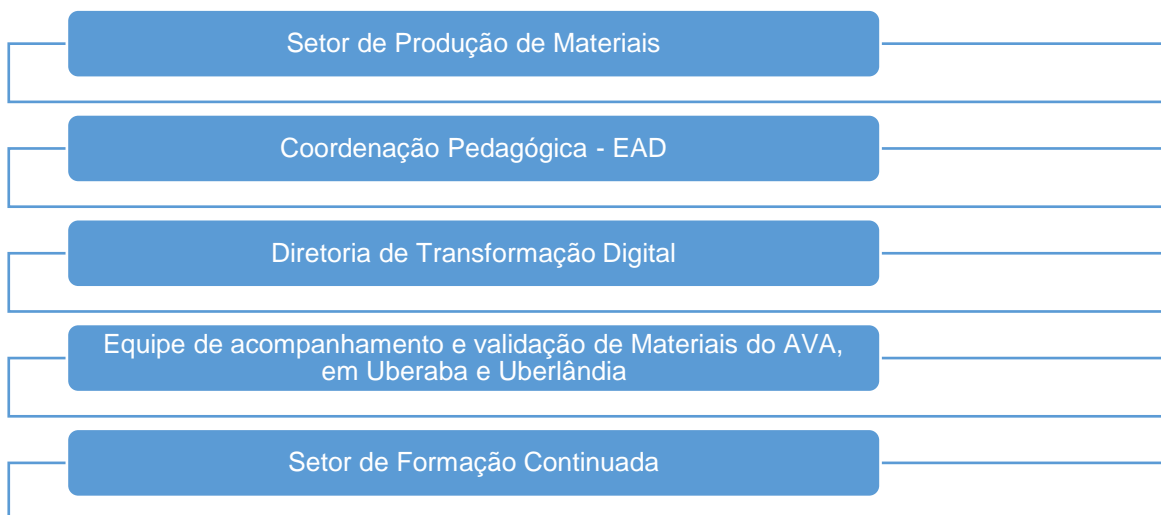 Setor de Produção de Materiais
Coordenação Pedagógica - EAD
Diretoria de Transformação Digital
Equipe de acompanhamento e validação de Materiais do AVA,
em Uberaba e Uberlândia
Setor de Formação Continuada